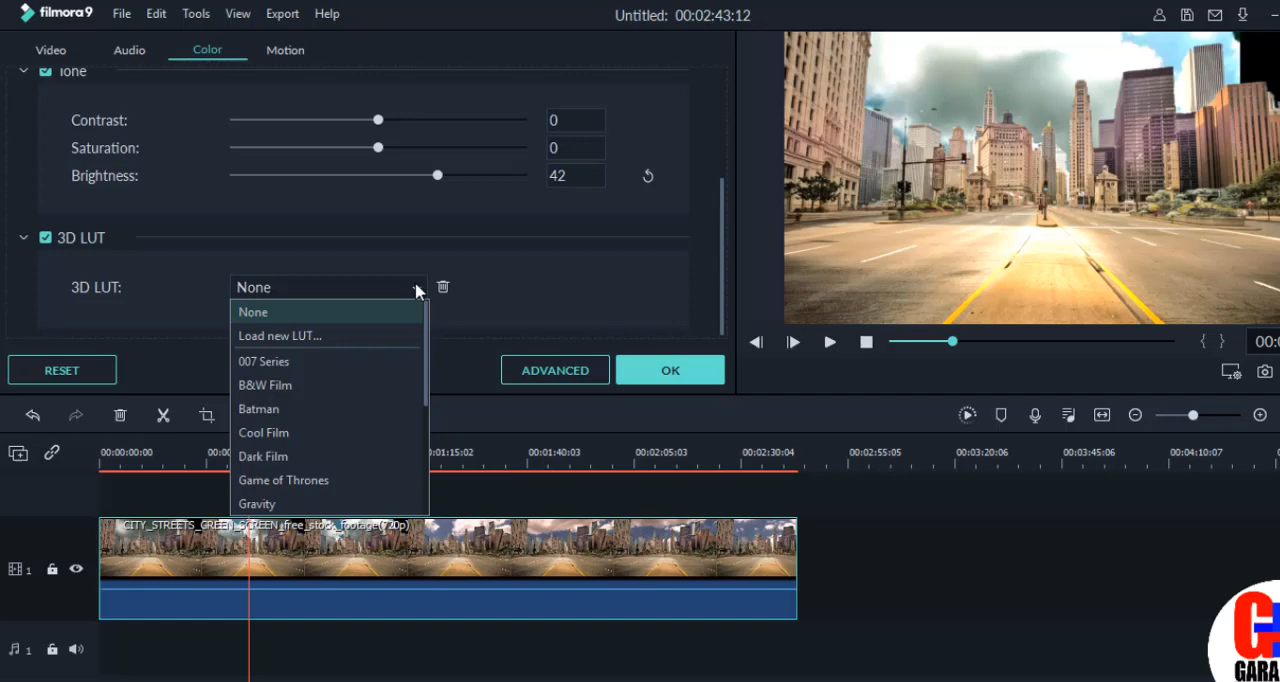 filmora9 File Edit Tools View Export Help Untitled: 00:02:43:12
Video Audio Color Motion
Tone
Contrast: 0
Saturation: 0
Brightness: 42
3D LUT
3D LUT: None
None
Load new LUT...
007 Series
B&W Film
Batman
Cool Film
Dark Film
Game of Thrones
Gravity
RESET ADVANCED OK
{ } 00:0
00:00:00:00 00:0 0:01:15:02 00:01:40:03 00:02:05:03 00:02:30:04 00:02:55:05 00:03:20:06 00:03:45:06 00:04:10:07
CITY_STREETS_GREEN_SCREEN_free_stock_footage(720p)
1
1
G
GARA